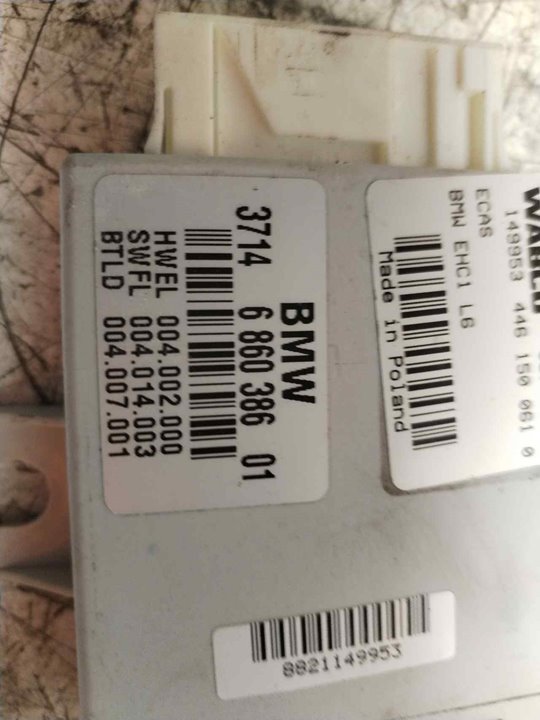 BMW
3714 6 860 386 01
HWEL 004.002.000
SWFL 004.014.003
BTLD 004.007.001
WABCO
149953 446 150 061 0
ECAS
BMW EHC1 L6
Made in Poland
8821149953